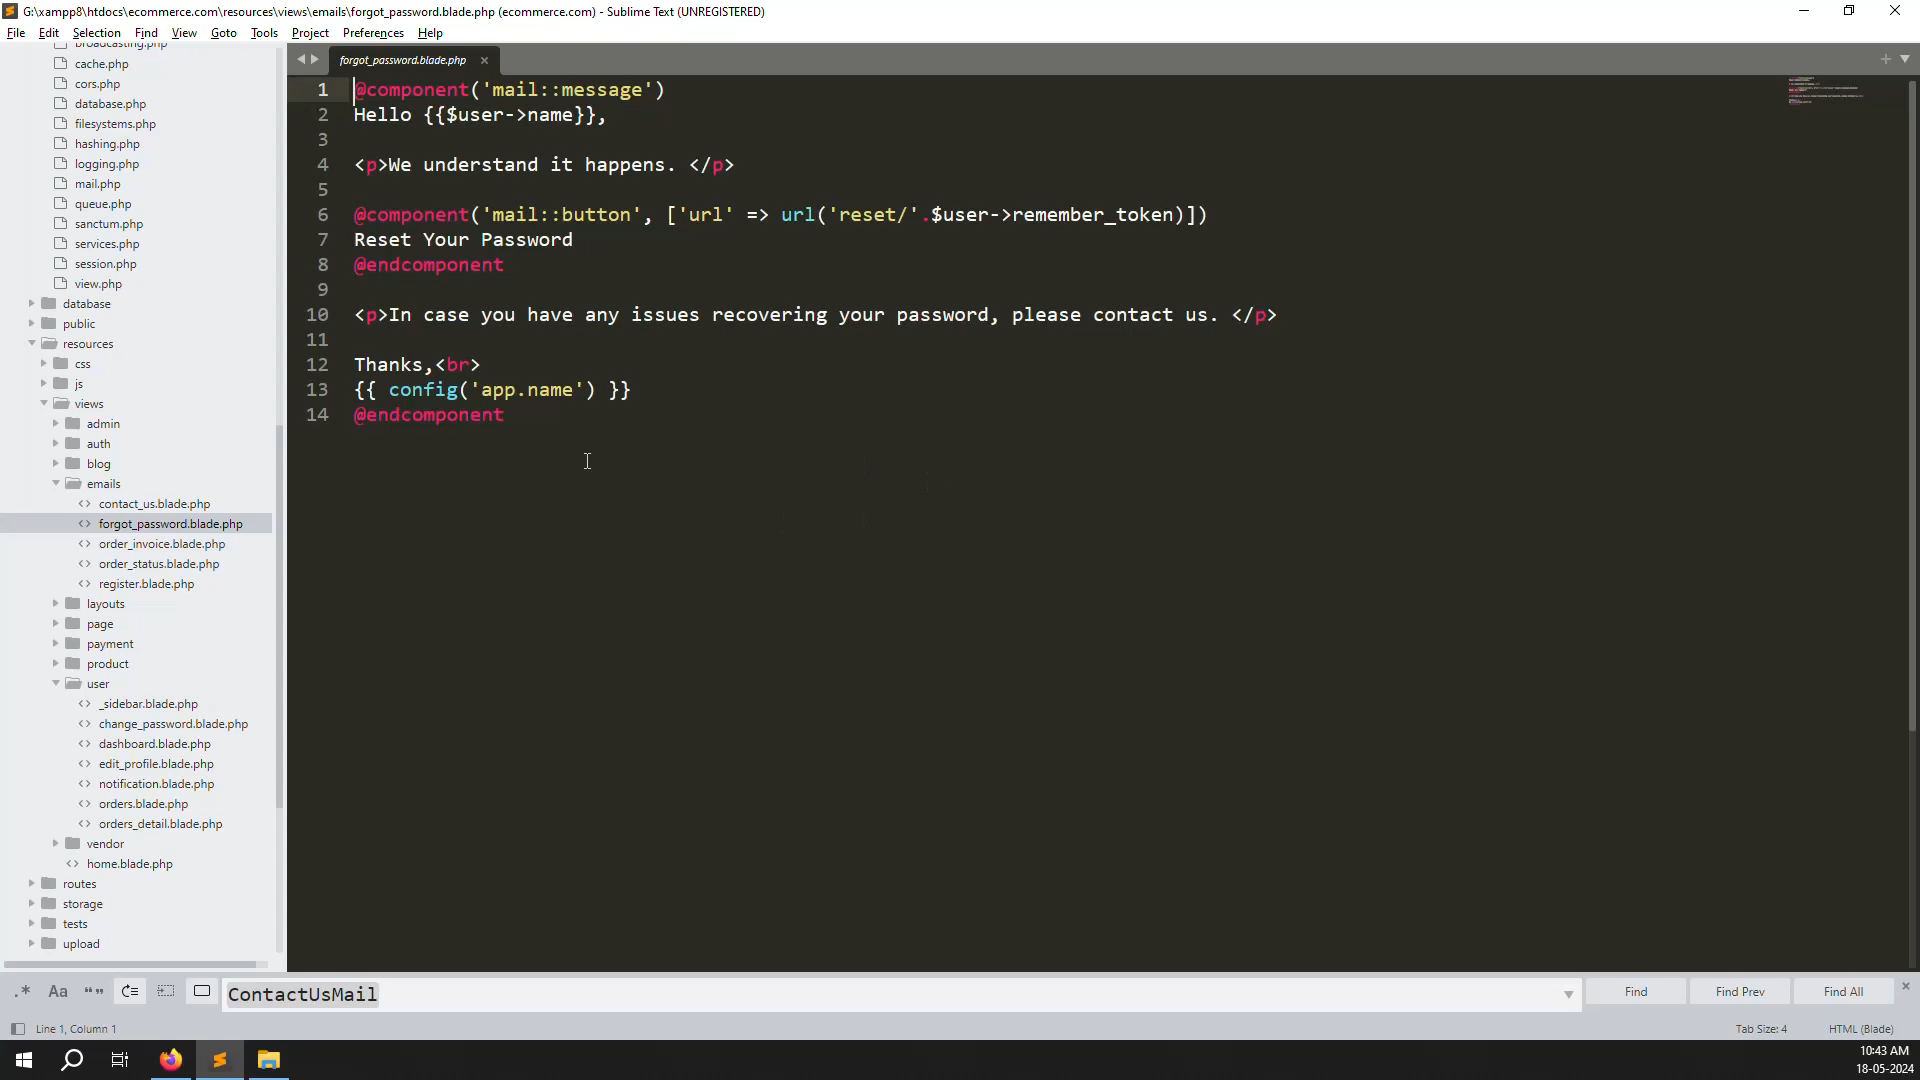 G:\xampp8\htdocs\ecommerce.com\resources\views\emails\forgot_password.blade.php (ecommerce.com) - Sublime Text (UNREGISTERED)
File Edit Selection Find View Goto Tools Project Preferences Help
broadcasting.php
cache.php
cors.php
database.php
filesystems.php
hashing.php
logging.php
mail.php
queue.php
sanctum.php
services.php
session.php
view.php
database
public
resources
css
js
views
admin
auth
blog
emails
contact_us.blade.php
forgot_password.blade.php
order_invoice.blade.php
order_status.blade.php
register.blade.php
layouts
page
payment
product
user
_sidebar.blade.php
change_password.blade.php
dashboard.blade.php
edit_profile.blade.php
notification.blade.php
orders.blade.php
orders_detail.blade.php
vendor
home.blade.php
routes
storage
tests
upload
forgot_password.blade.php
1 @component('mail::message')
2 Hello {{$user->name}},
3
4 <p>We understand it happens. </p>
5
6 @component('mail::button', ['url' => url('reset/'.$user->remember_token)])
7 Reset Your Password
8 @endcomponent
9
10 <p>In case you have any issues recovering your password, please contact us. </p>
11
12 Thanks,<br>
13 {{ config('app.name') }}
14 @endcomponent
.* Aa “” ContactUsMail Find Find Prev Find All
Line 1, Column 1 Tab Size: 4 HTML (Blade)
10:43 AM
18-05-2024